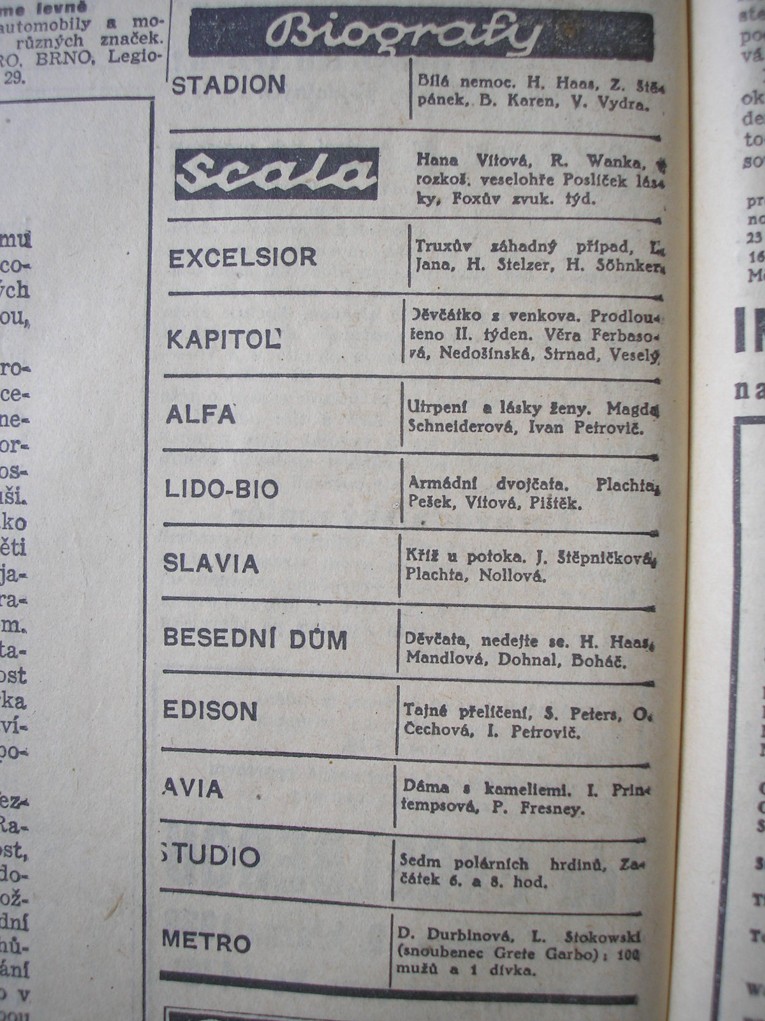 me levně
automobily a mo-
různých značek.
RO, BRNO, Legio-
29.
Biografy
STADION
Bílá nemoc. H. Haas, Z. Ště-
pánek, B. Karen, V. Vydra.
Scala
Hana Vítová, R. Wanka,
rozkoš. veselohře Poslíček lás-
ky, Foxův zvuk. týd.
EXCELSIOR
Truxův záhadný případ, L.
Jana, H. Stelzer, H. Söhnker.
KAPITOL
Děvčátko z venkova. Prodlou-
ženo II. týden. Věra Ferbaso-
vá, Nedošínská, Strnad, Veselý
ALFA
Utrpení a lásky ženy. Magda
Schneiderová, Ivan Petrovič.
LIDO-BIO
Armádní dvojčata. Plachta,
Pešek, Vítová, Pištěk.
SLAVIA
Kříž u potoka. J. Štěpničková,
Plachta, Nollová.
BESEDNÍ DŮM
Děvčata, nedejte se. H. Haas,
Mandlová, Dohnal, Boháč.
EDISON
Tajné přelíčení, S. Peters, O.
Čechová, I. Petrovič.
AVIA
Dáma s kameliemi. I. Prin-
tempsová, P. Fresney.
STUDIO
Sedm polárních hrdinů, Za-
čátek 6. a 8. hod.
METRO
D. Durbinová, L. Stokowski
(snoubenec Grete Garbo): 100
mužů a 1 dívka.